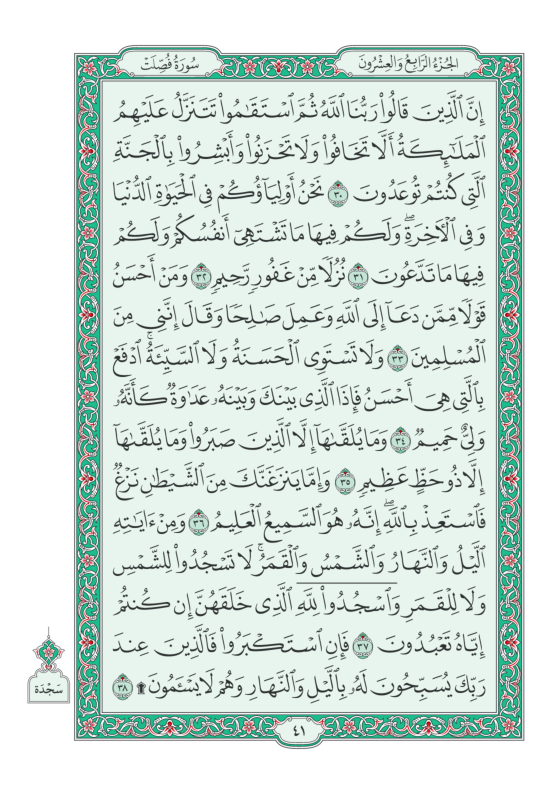 الجُزْءُ الرَّابِعُ وَالعِشْرُونَ
سُورَةُ فُصِّلَتْ
إِنَّ ٱلَّذِينَ قَالُوا۟ رَبُّنَا ٱللَّهُ ثُمَّ ٱسْتَقَٰمُوا۟ تَتَنَزَّلُ عَلَيْهِمُ
ٱلْمَلَٰٓئِكَةُ أَلَّا تَخَافُوا۟ وَلَا تَحْزَنُوا۟ وَأَبْشِرُوا۟ بِٱلْجَنَّةِ
ٱلَّتِى كُنتُمْ تُوعَدُونَ ٣٠ نَحْنُ أَوْلِيَآؤُكُمْ فِى ٱلْحَيَوٰةِ ٱلدُّنْيَا
وَفِى ٱلْءَاخِرَةِ ۖ وَلَكُمْ فِيهَا مَا تَشْتَهِىٓ أَنفُسُكُمْ وَلَكُمْ
فِيهَا مَا تَدَّعُونَ ٣١ نُزُلًا مِّنْ غَفُورٍ رَّحِيمٍ ٣٢ وَمَنْ أَحْسَنُ
قَوْلًا مِّمَّن دَعَآ إِلَى ٱللَّهِ وَعَمِلَ صَٰلِحًا وَقَالَ إِنَّنِى مِنَ
ٱلْمُسْلِمِينَ ٣٣ وَلَا تَسْتَوِى ٱلْحَسَنَةُ وَلَا ٱلسَّيِّئَةُ ۚ ٱدْفَعْ
بِٱلَّتِى هِىَ أَحْسَنُ فَإِذَا ٱلَّذِى بَيْنَكَ وَبَيْنَهُۥ عَدَٰوَةٌ كَأَنَّهُۥ
وَلِىٌّ حَمِيمٌ ٣٤ وَمَا يُلَقَّىٰهَآ إِلَّا ٱلَّذِينَ صَبَرُوا۟ وَمَا يُلَقَّىٰهَآ
إِلَّا ذُو حَظٍّ عَظِيمٍ ٣٥ وَإِمَّا يَنزَغَنَّكَ مِنَ ٱلشَّيْطَٰنِ نَزْغٌ
فَٱسْتَعِذْ بِٱللَّهِ ۖ إِنَّهُۥ هُوَ ٱلسَّمِيعُ ٱلْعَلِيمُ ٣٦ وَمِنْ ءَايَٰتِهِ
ٱلَّيْلُ وَٱلنَّهَارُ وَٱلشَّمْسُ وَٱلْقَمَرُ ۚ لَا تَسْجُدُوا۟ لِلشَّمْسِ
وَلَا لِلْقَمَرِ وَٱسْجُدُوا۟ لِلَّهِ ٱلَّذِى خَلَقَهُنَّ إِن كُنتُمْ
إِيَّاهُ تَعْبُدُونَ ٣٧ فَإِنِ ٱسْتَكْبَرُوا۟ فَٱلَّذِينَ عِندَ
رَبِّكَ يُسَبِّحُونَ لَهُۥ بِٱلَّيْلِ وَٱلنَّهَارِ وَهُمْ لَا يَسْـَٔمُونَ ۩ ٣٨
سَجْدَة
٤١